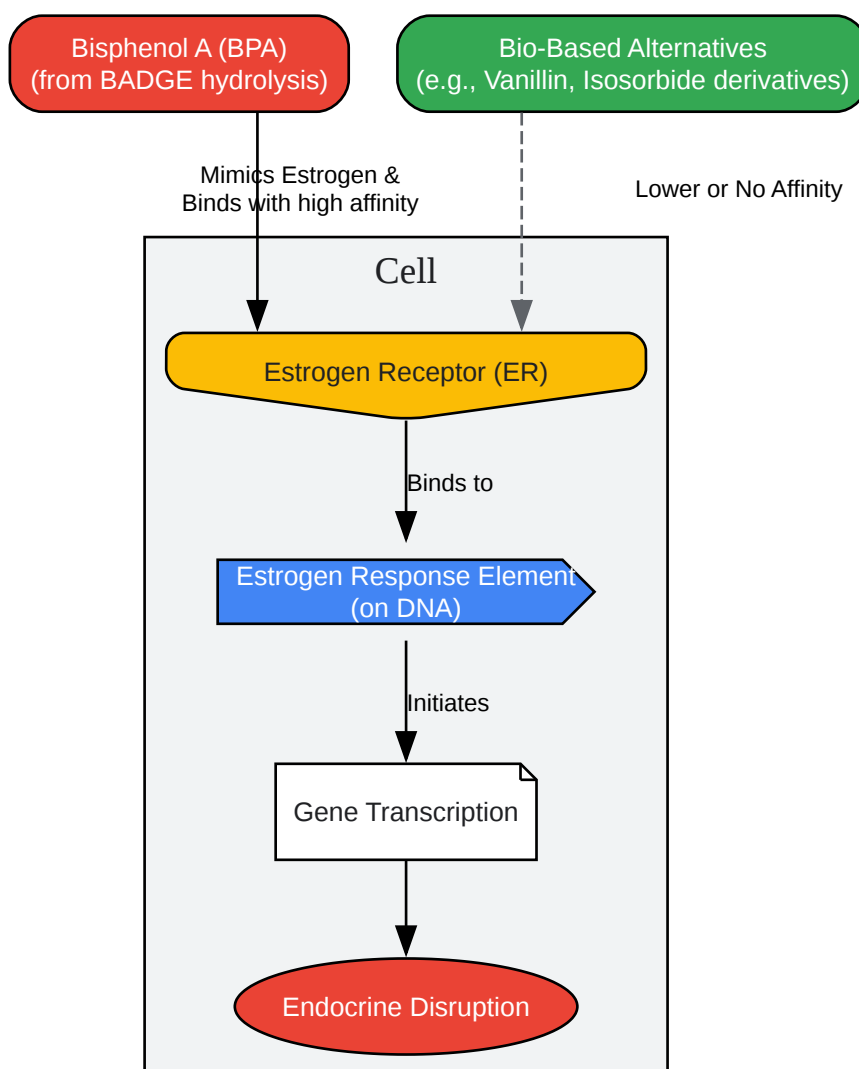 Bisphenol A (BPA)
(from BADGE hydrolysis)
Bio-Based Alternatives
(e.g., Vanillin, Isosorbide derivatives)
Mimics Estrogen &
Binds with high affinity
Lower or No Affinity
Cell
Estrogen Receptor (ER)
Binds to
Estrogen Response Element
(on DNA)
Initiates
Gene Transcription
Endocrine Disruption